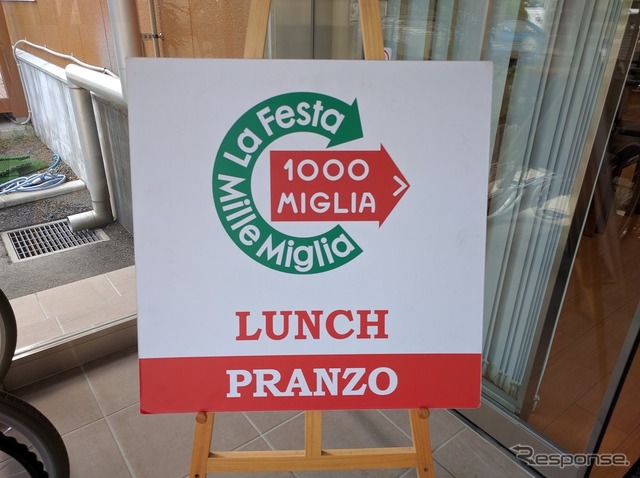 La Festa Mille Miglia
1000
MIGLIA
LUNCH
PRANZO
Response.